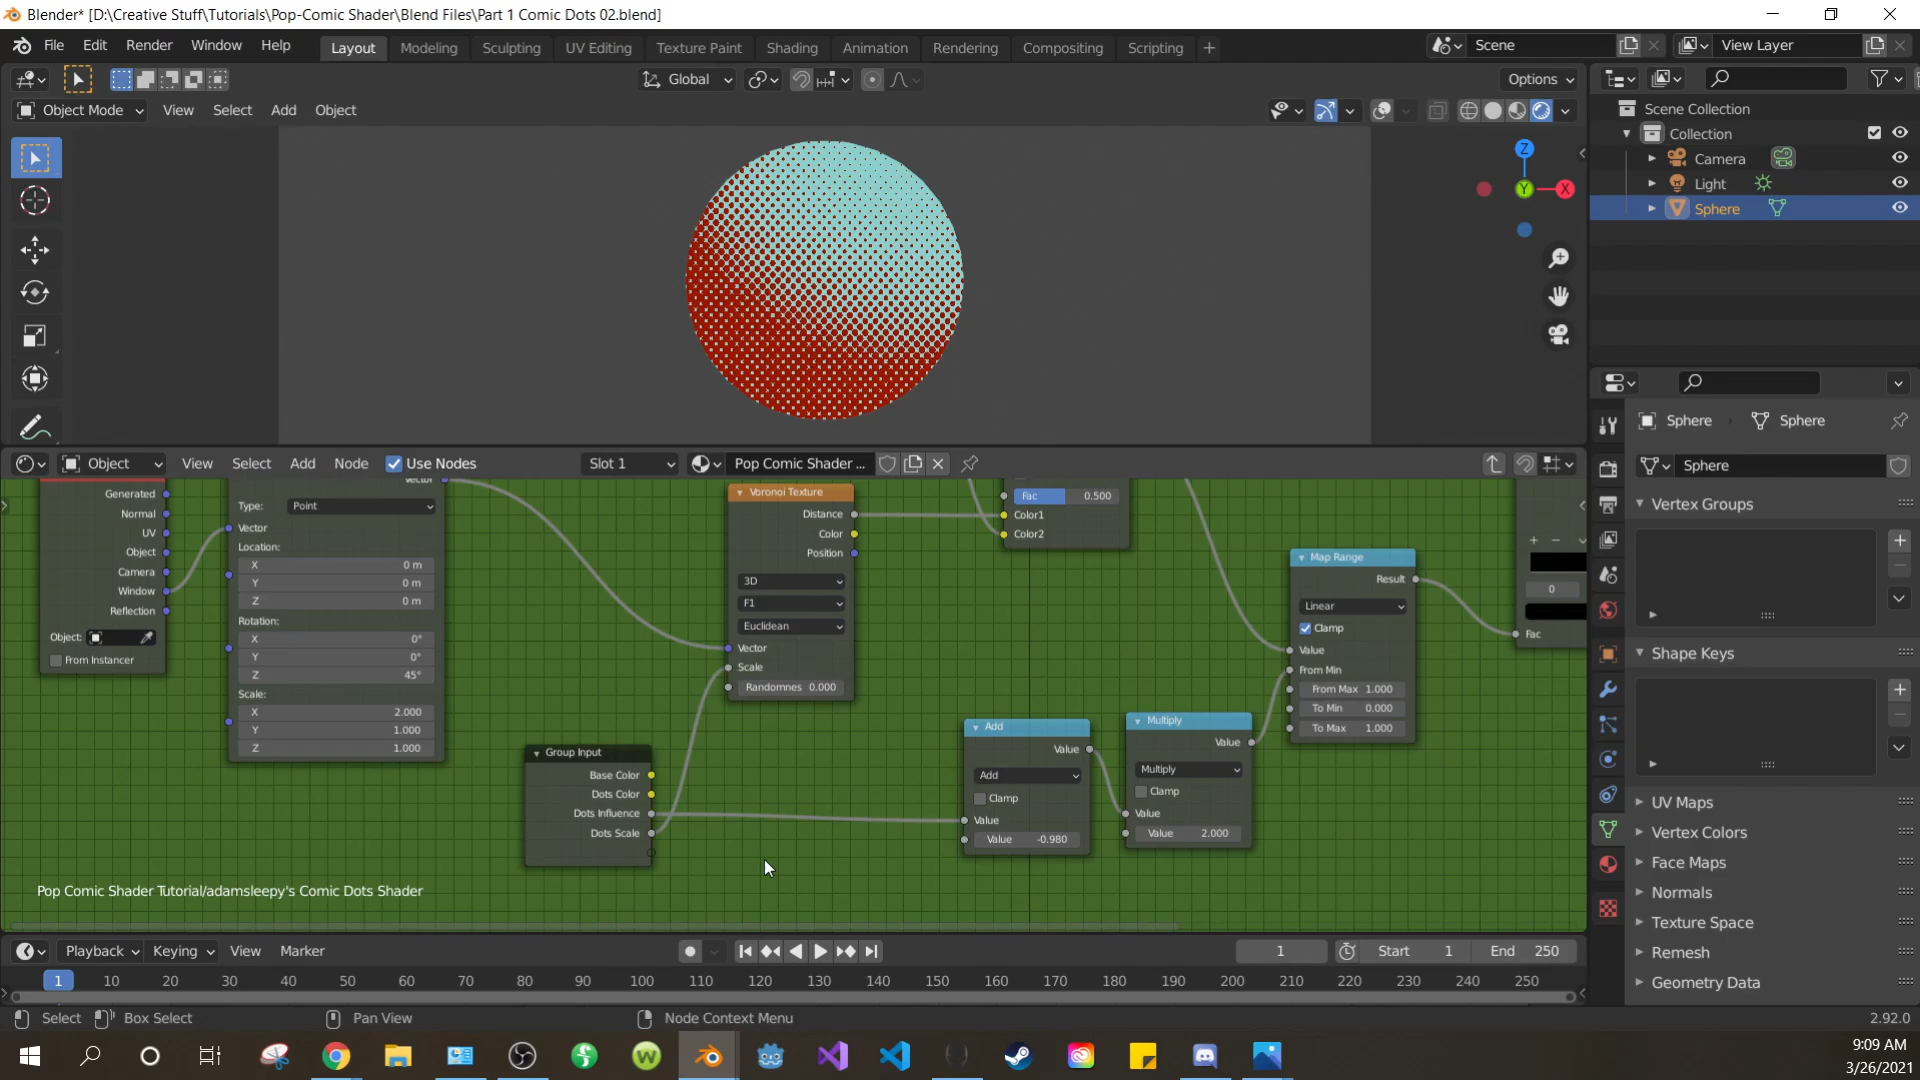 Blender* [D:\Creative Stuff\Tutorials\Pop-Comic Shader\Blend Files\Part 1 Comic Dots 02.blend]
File Edit Render Window Help Layout Modeling Sculpting UV Editing Texture Paint Shading Animation Rendering Compositing Scripting + Scene View Layer
Global Options
Object Mode View Select Add Object
Scene Collection
Collection
Camera
Light
Sphere
Z
Y X
Sphere Sphere
Sphere
Vertex Groups
Shape Keys
UV Maps
Vertex Colors
Face Maps
Normals
Texture Space
Remesh
Geometry Data
Object View Select Add Node Use Nodes Slot 1 Pop Comic Shader ...
Generated
Normal
UV
Object
Camera
Window
Reflection
Object:
From Instancer
Vector
Type: Point
Vector
Location:
X 0 m
Y 0 m
Z 0 m
Rotation:
X 0°
Y 0°
Z 45°
Scale:
X 2.000
Y 1.000
Z 1.000
Voronoi Texture
Distance
Color
Position
3D
F1
Euclidean
Vector
Scale
Randomnes 0.000
Fac 0.500
Color1
Color2
Group Input
Base Color
Dots Color
Dots Influence
Dots Scale
Add
Value
Add
Clamp
Value
Value -0.980
Multiply
Value
Multiply
Clamp
Value
Value 2.000
Map Range
Result
Linear
Clamp
Value
From Min
From Max 1.000
To Min 0.000
To Max 1.000
0
Fac
Pop Comic Shader Tutorial/adamsleepy's Comic Dots Shader
Playback Keying View Marker 1 Start 1 End 250
1 10 20 30 40 50 60 70 80 90 100 110 120 130 140 150 160 170 180 190 200 210 220 230 240 250
Select Box Select Pan View Node Context Menu 2.92.0
9:09 AM
3/26/2021